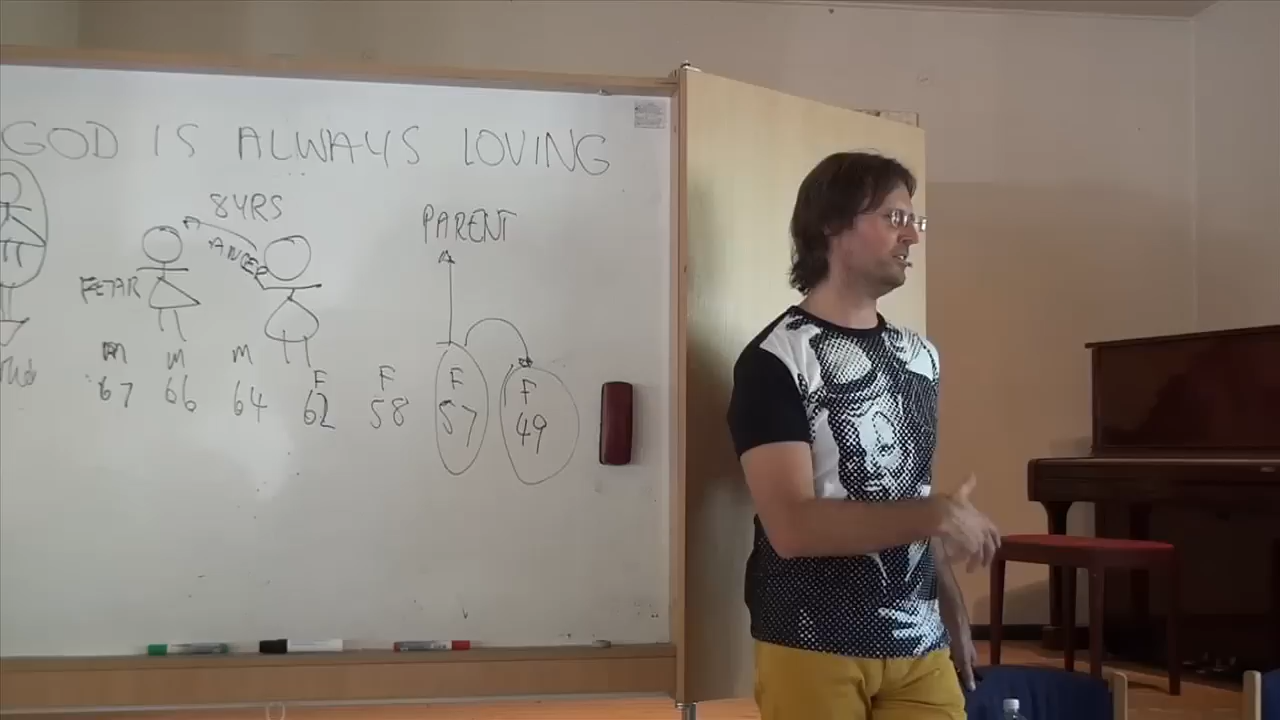 GOD IS ALWAYS LOVING
8YRS
PARENT
ANGER
FEAR
M M M F F F F
67 66 64 62 58 57 49